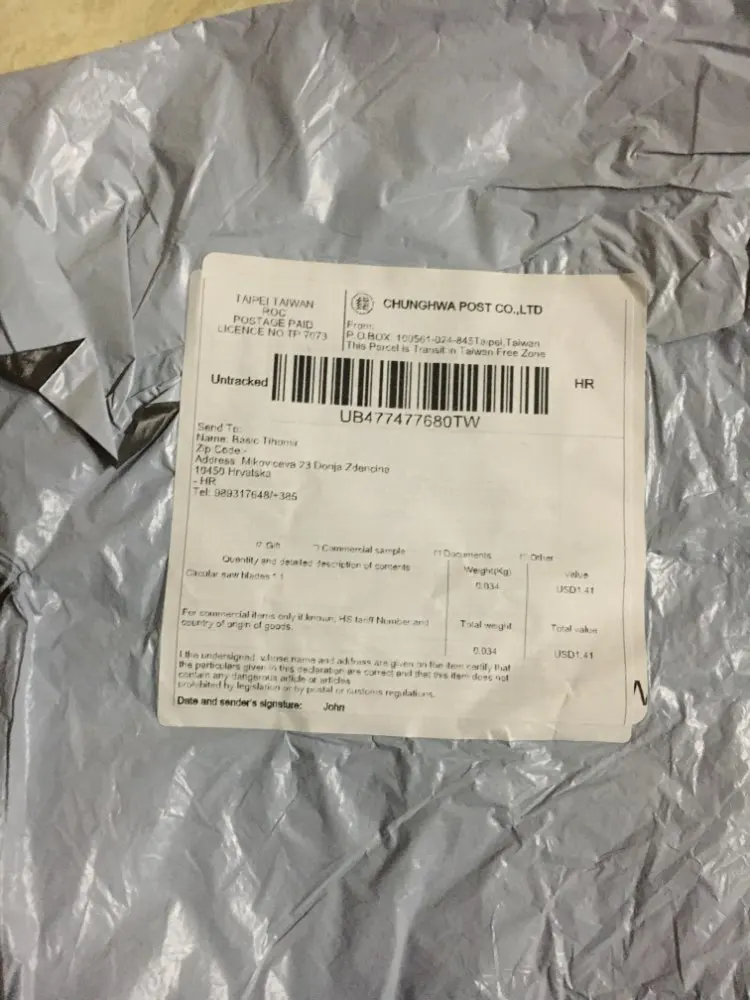 TAIPEI TAIWAN
ROC
POSTAGE PAID
LICENCE NO TP 7073
CHUNGHWA POST CO.,LTD
From:
P.O.BOX 100561-024-845Taipei,Taiwan
This Parcel is Transit in Taiwan Free Zone
Untracked
HR
UB477477680TW
Send To:
Name: Basic Tihomir
Zip Code:-
Address: Mikoviceva 23 Donja Zdencina
10450 Hrvatska
- HR
Tel: 989317648/+385
Gift
Commercial sample
Documents
Other
Quantity and detailed description of contents
Weight(Kg)
Value
Circular saw blades * 1
0.034
USD1.41
For commercial items only if known, HS tariff Number and
country of origin of goods.
Total weight
Total value
0.034
USD1.41
I the undersigned, whose name and address are given on the item certify that
the particulars given in this declaration are correct and that this item does not
contain any dangerous article or articles
prohibited by legislation or by postal or customs regulations.
Date and sender's signature: John